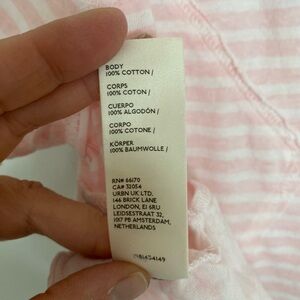 BODY
100% COTTON /
CORPS
100% COTON /
CUERPO
100% ALGODÓN /
CORPO
100% COTONE /
KÖRPER
100% BAUMWOLLE /
RN# 66170
CA# 32054
URBN UK LTD.
146 BRICK LANE
LONDON, E1 6RU
LEIDSESTRAAT 32,
1017 PB AMSTERDAM,
NETHERLANDS